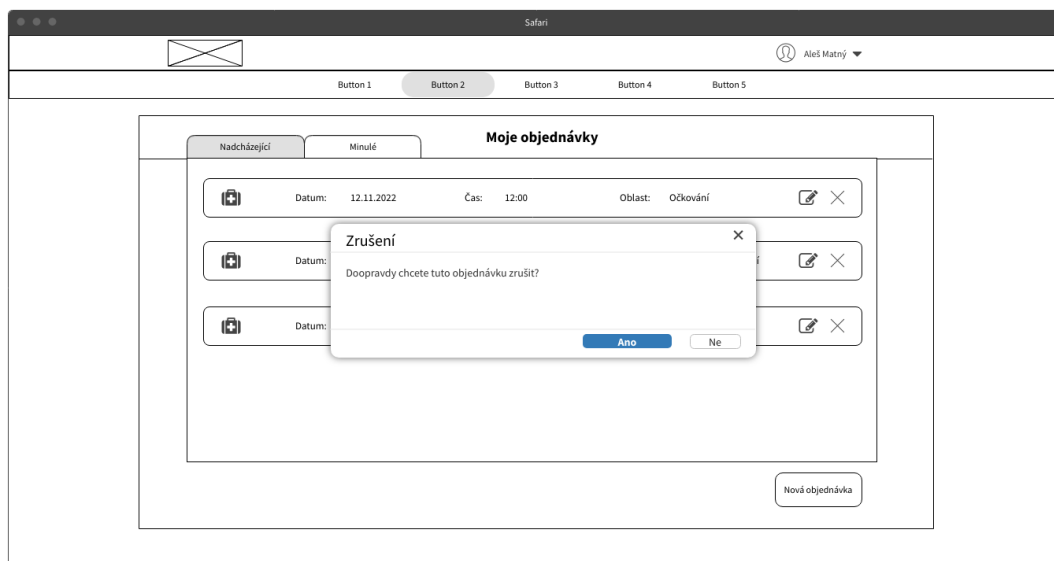 Safari
Aleš Matný
Button 1 Button 2 Button 3 Button 4 Button 5
Moje objednávky
Nadcházející Minulé
Datum: 12.11.2022 Čas: 12:00 Oblast: Očkování
Zrušení
Datum:
Doopravdy chcete tuto objednávku zrušit?
Datum:
Ano Ne
Nová objednávka